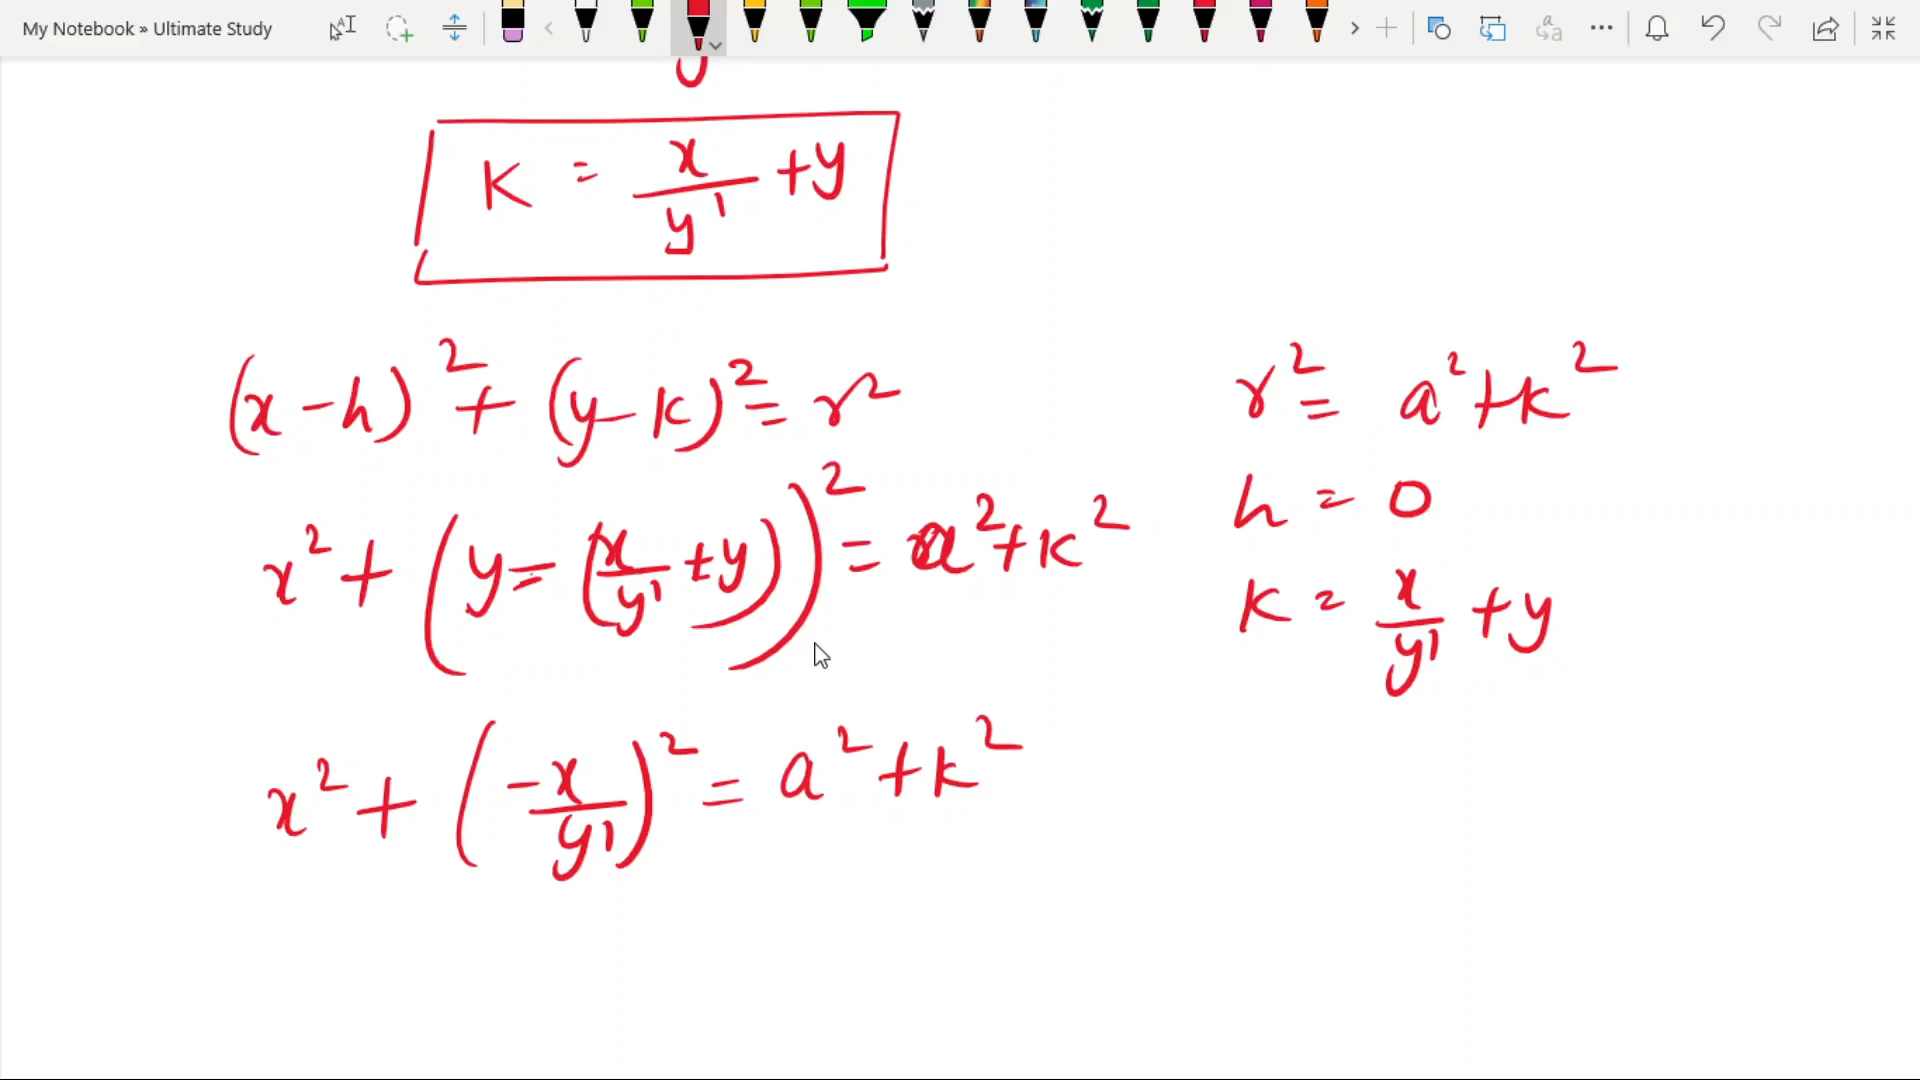 My Notebook » Ultimate Study
K = x/y' + y
(x - h)² + (y - k)² = r²
r² = a² + k²
h = 0
x² + (y - (x/y' + y))² = a² + k²
k = x/y' + y
x² + (-x/y')² = a² + k²